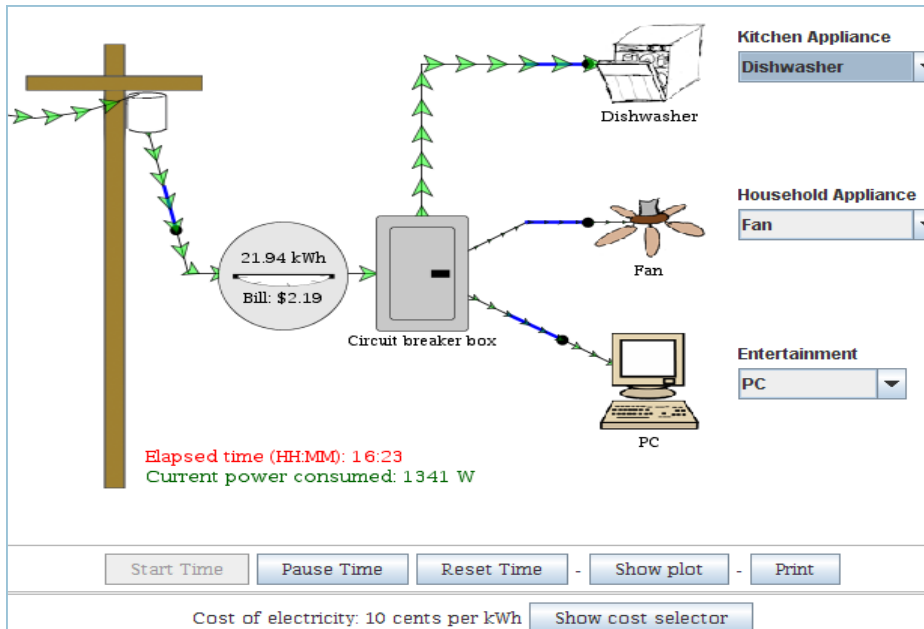 Kitchen Appliance
Dishwasher
Dishwasher
Household Appliance
Fan
21.94 kWh
Fan
Bill: $2.19
Circuit breaker box
Entertainment
PC
PC
Elapsed time (HH:MM): 16:23
Current power consumed: 1341 W
Start Time Pause Time Reset Time - Show plot - Print
Cost of electricity: 10 cents per kWh Show cost selector